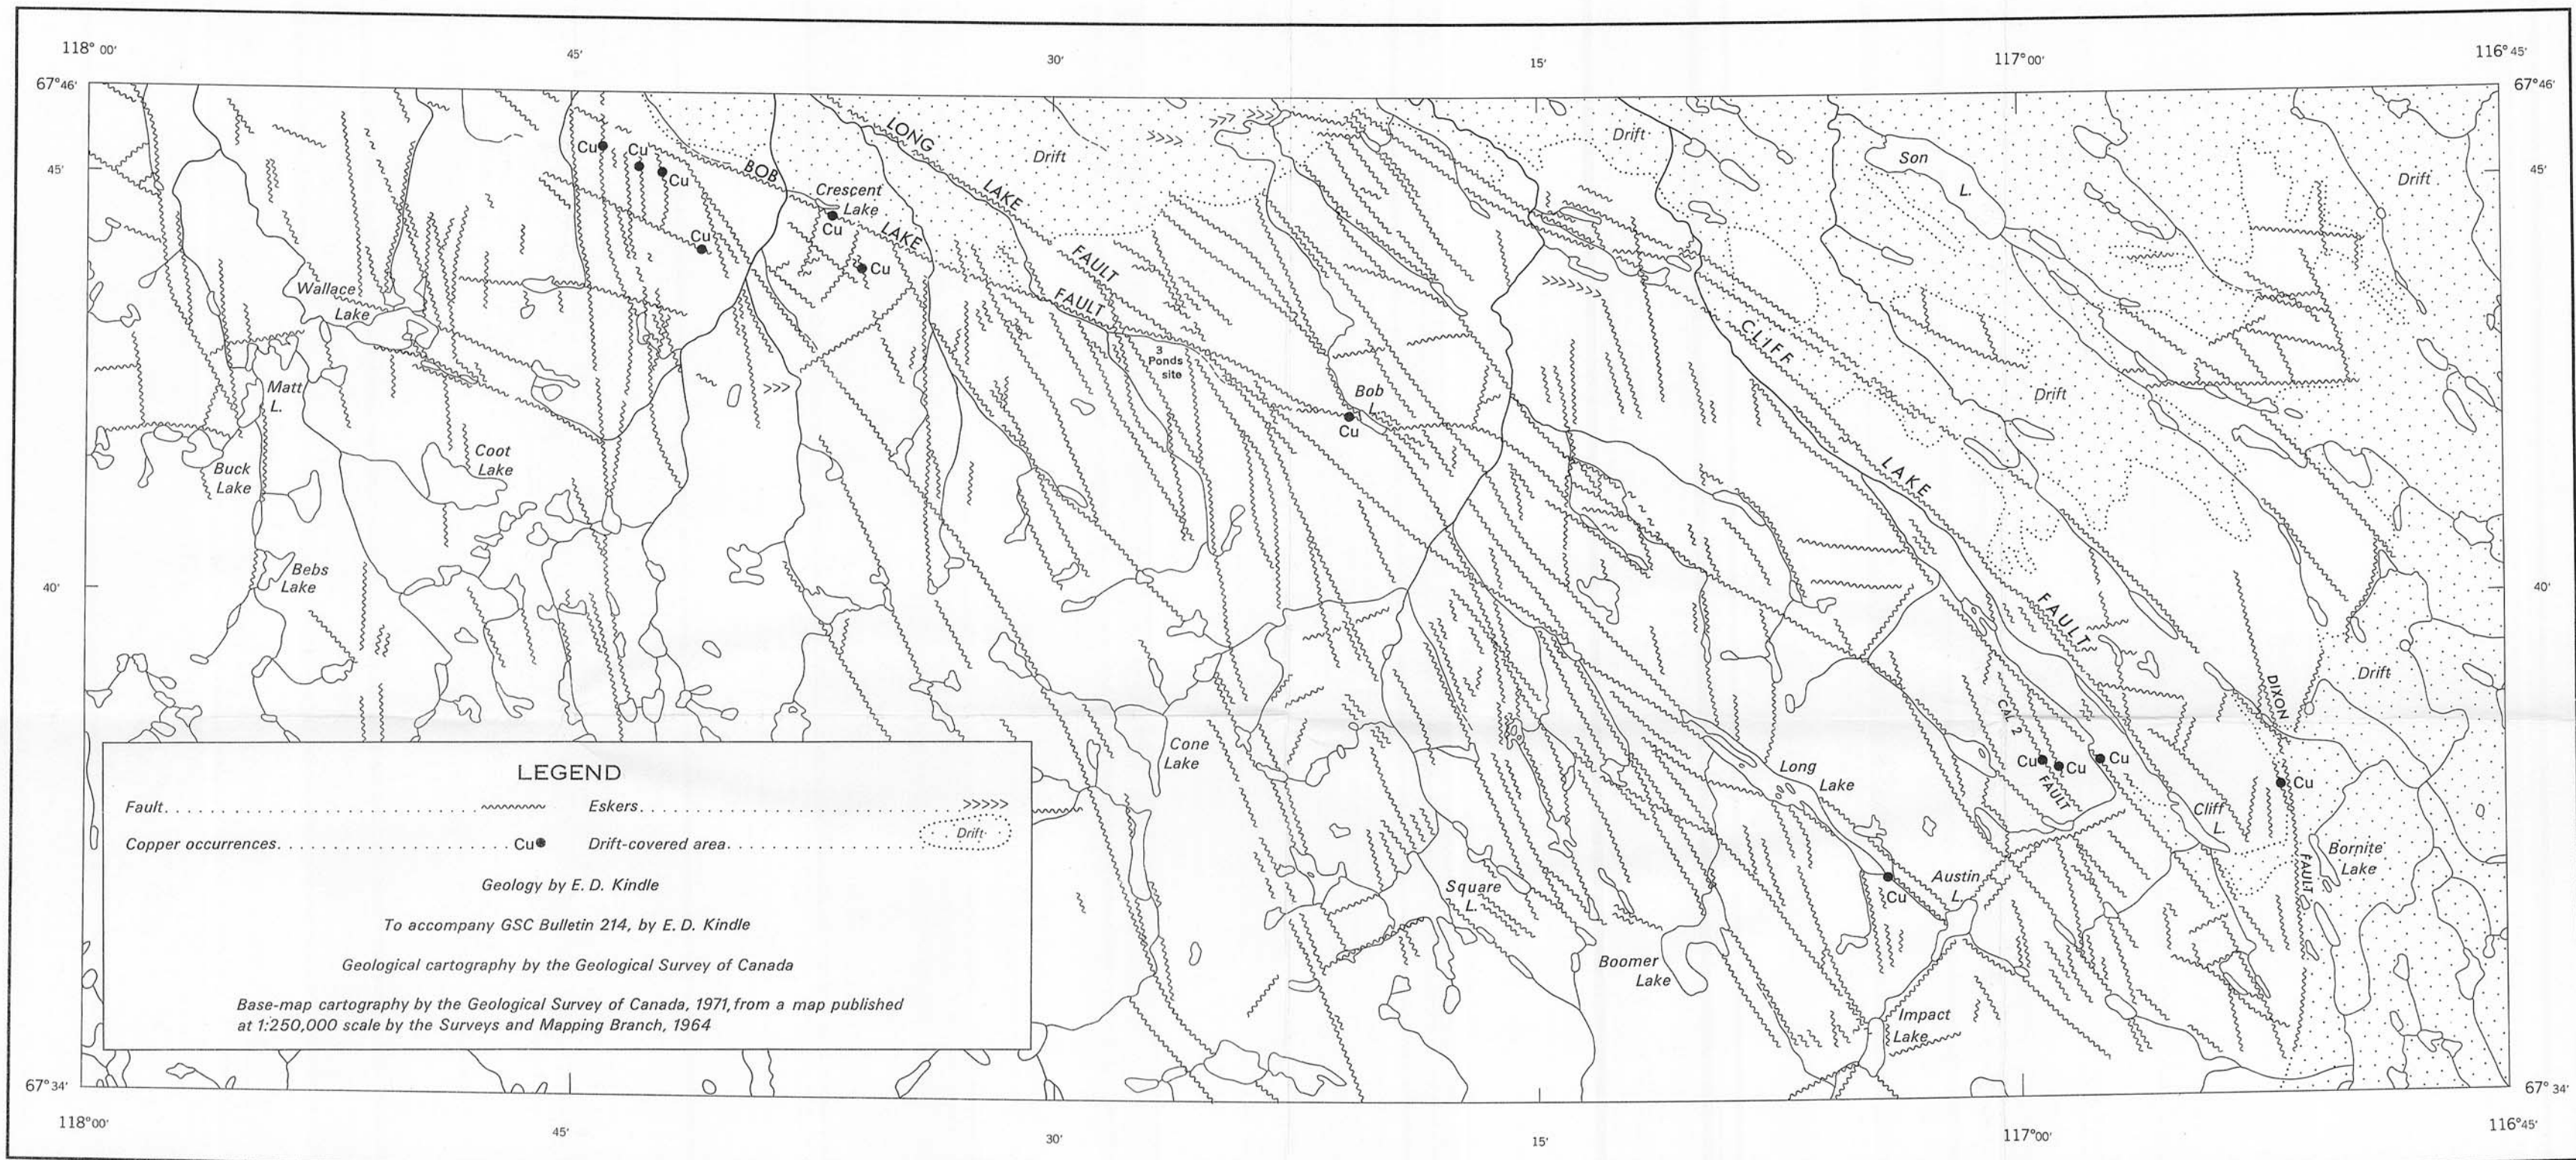 118° 00'
45'
30'
15'
117° 00'
116° 45'
67° 46'
67° 46'
LONG LAKE FAULT
Drift
Drift
Son L.
Drift
45'
45'
Cu
Cu
Cu
BOB LAKE FAULT
Crescent Lake
Cu
Cu
Cu
Wallace Lake
CLIFF LAKE FAULT
3 Ponds site
Matt L.
Bob L.
Cu
Drift
Buck Lake
Coot Lake
Bebs Lake
40'
40'
Drift
DIXON FAULT
CAL 2 FAULT
Cu
Cu
Cu
Cu
Cone Lake
Long Lake
Cliff L.
Bornite Lake
Square L.
Austin L.
Cu
Boomer Lake
Impact Lake
LEGEND
Fault
Eskers
Copper occurrences Cu
Drift-covered area Drift
Geology by E. D. Kindle
To accompany GSC Bulletin 214, by E. D. Kindle
Geological cartography by the Geological Survey of Canada
Base-map cartography by the Geological Survey of Canada, 1971, from a map published
at 1:250,000 scale by the Surveys and Mapping Branch, 1964
67° 34'
67° 34'
118° 00'
45'
30'
15'
117° 00'
116° 45'